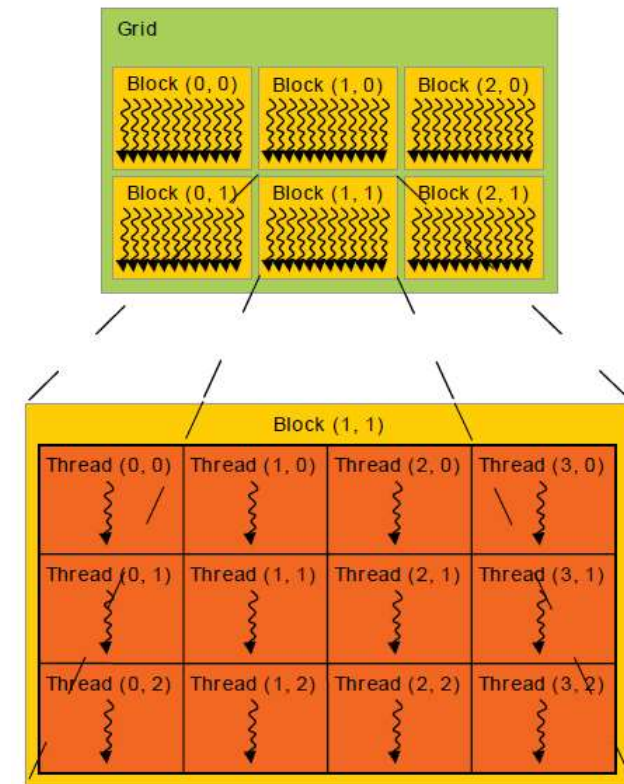 Grid
Block (0, 0) Block (1, 0) Block (2, 0)
Block (0, 1) Block (1, 1) Block (2, 1)
Block (1, 1)
Thread (0, 0) Thread (1, 0) Thread (2, 0) Thread (3, 0)
Thread (0, 1) Thread (1, 1) Thread (2, 1) Thread (3, 1)
Thread (0, 2) Thread (1, 2) Thread (2, 2) Thread (3, 2)